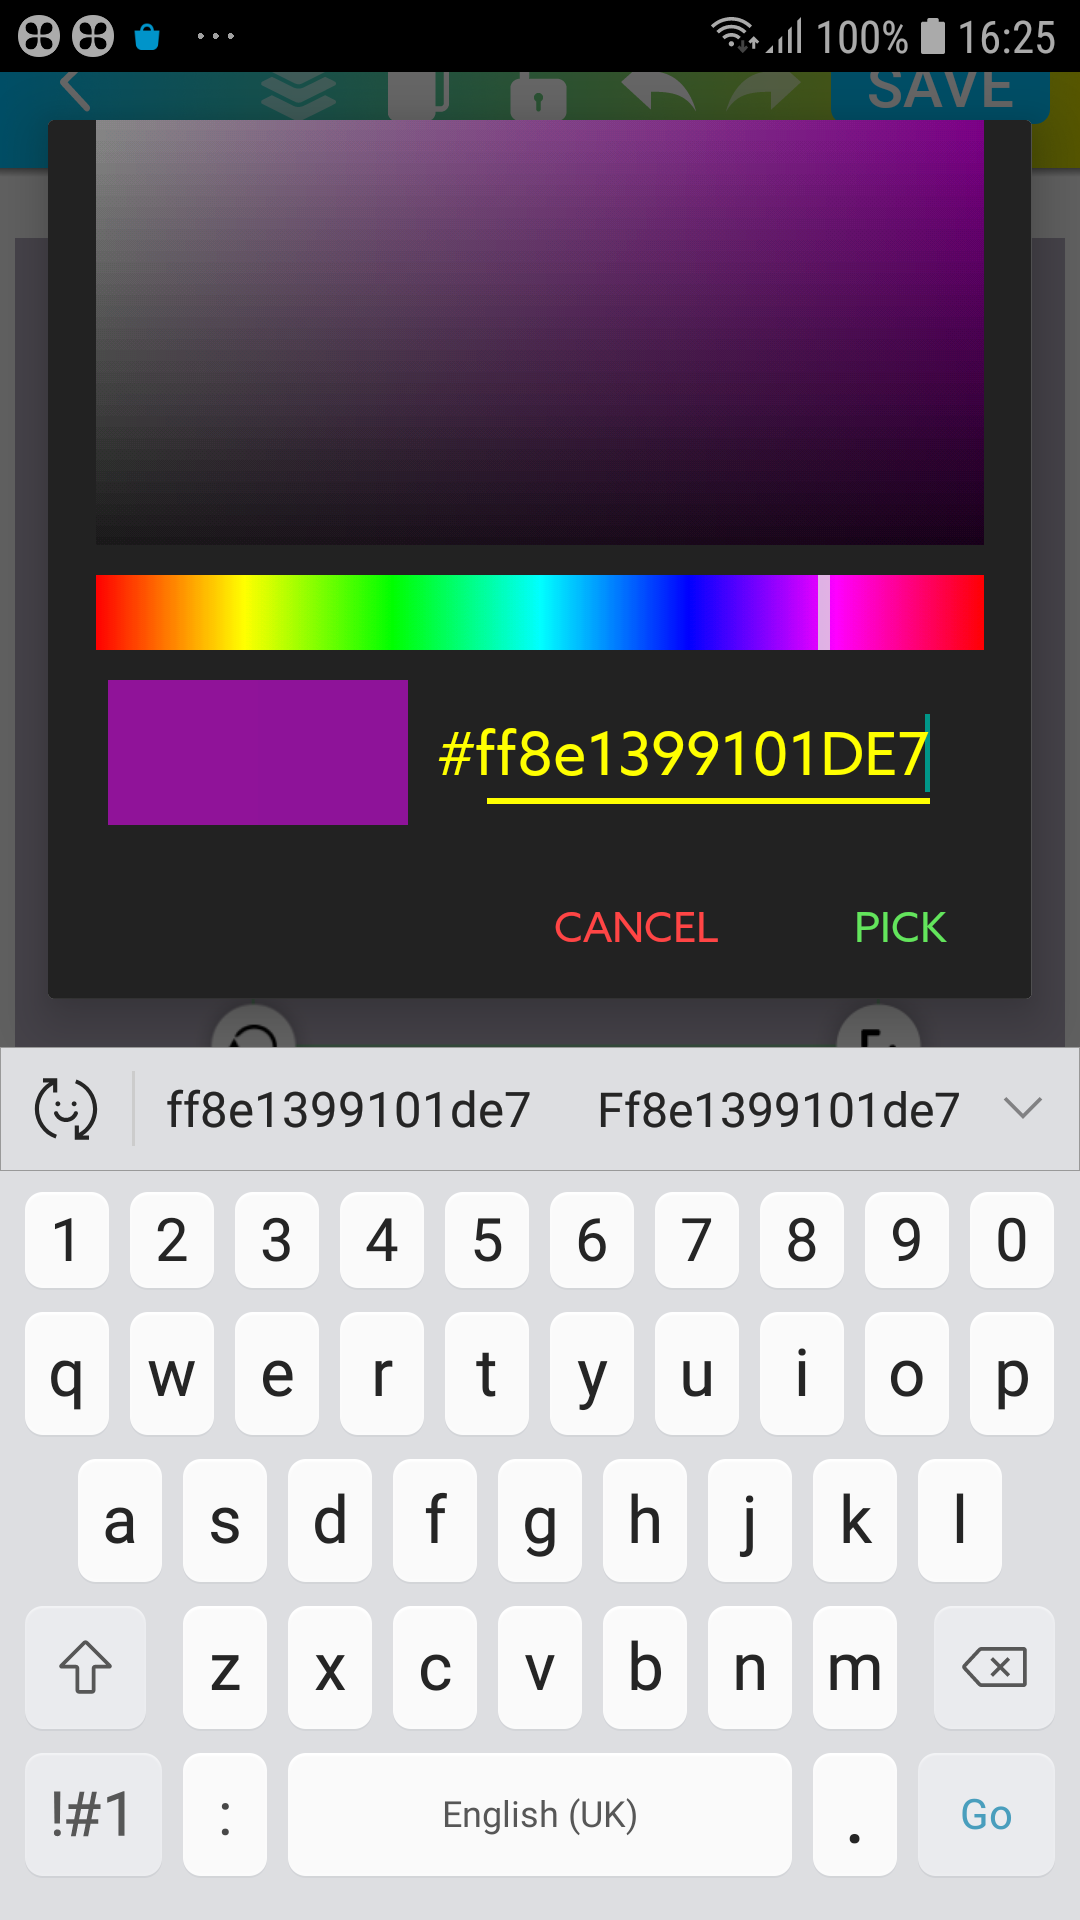 100% 16:25
SAVE
#ff8e1399101DE7
CANCEL PICK
ff8e1399101de7 Ff8e1399101de7
1 2 3 4 5 6 7 8 9 0
q w e r t y u i o p
a s d f g h j k l
z x c v b n m
!#1 : English (UK) . Go